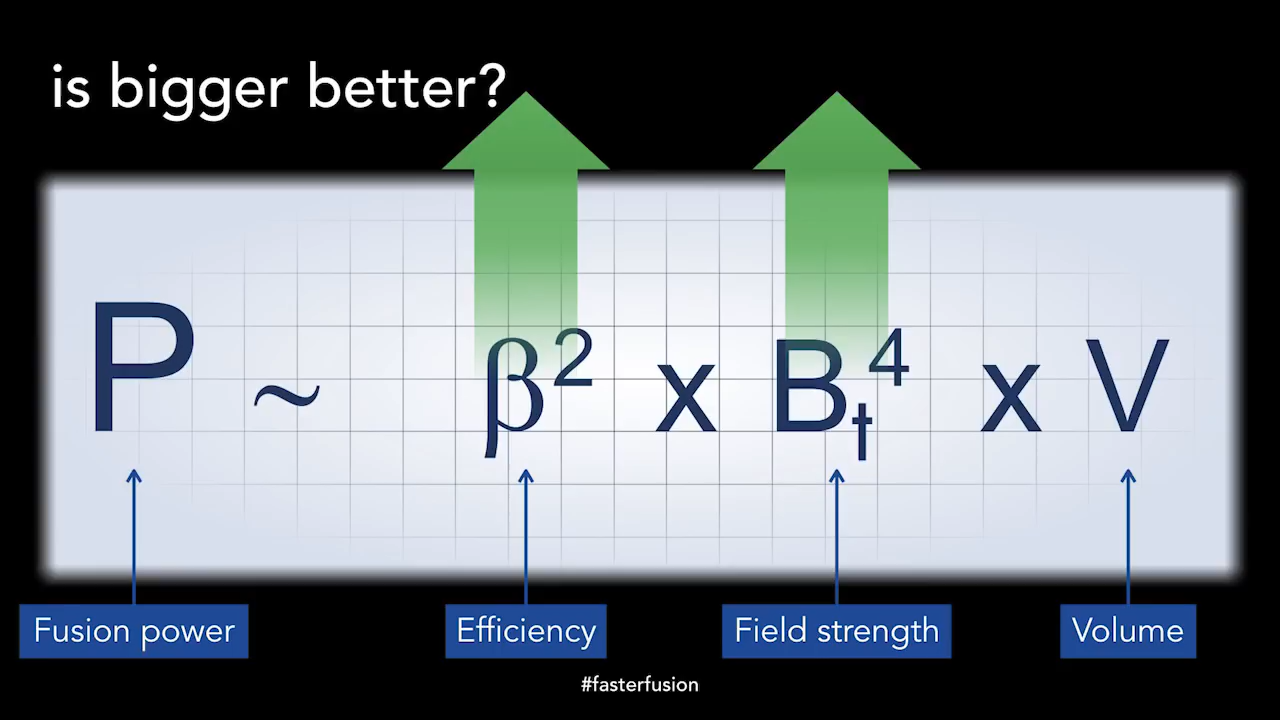 is bigger better?
P ~ β² x Bₜ⁴ x V
Fusion power Efficiency Field strength Volume
#fasterfusion